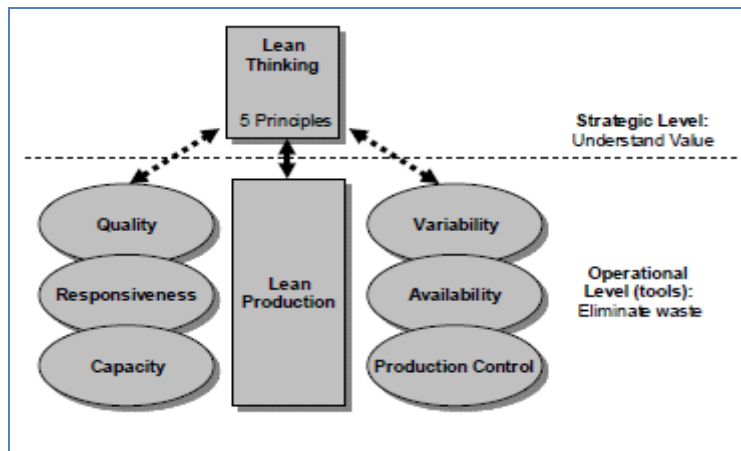 Lean
Thinking
5 Principles
Strategic Level:
Understand Value
Quality
Responsiveness
Capacity
Lean
Production
Variability
Availability
Production Control
Operational
Level (tools):
Eliminate waste